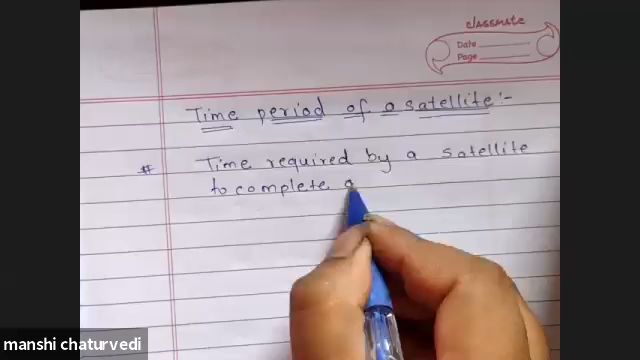 classmate
Date
Page
Time period of a satellite:-
# Time required by a satellite
to complete
manshi chaturvedi